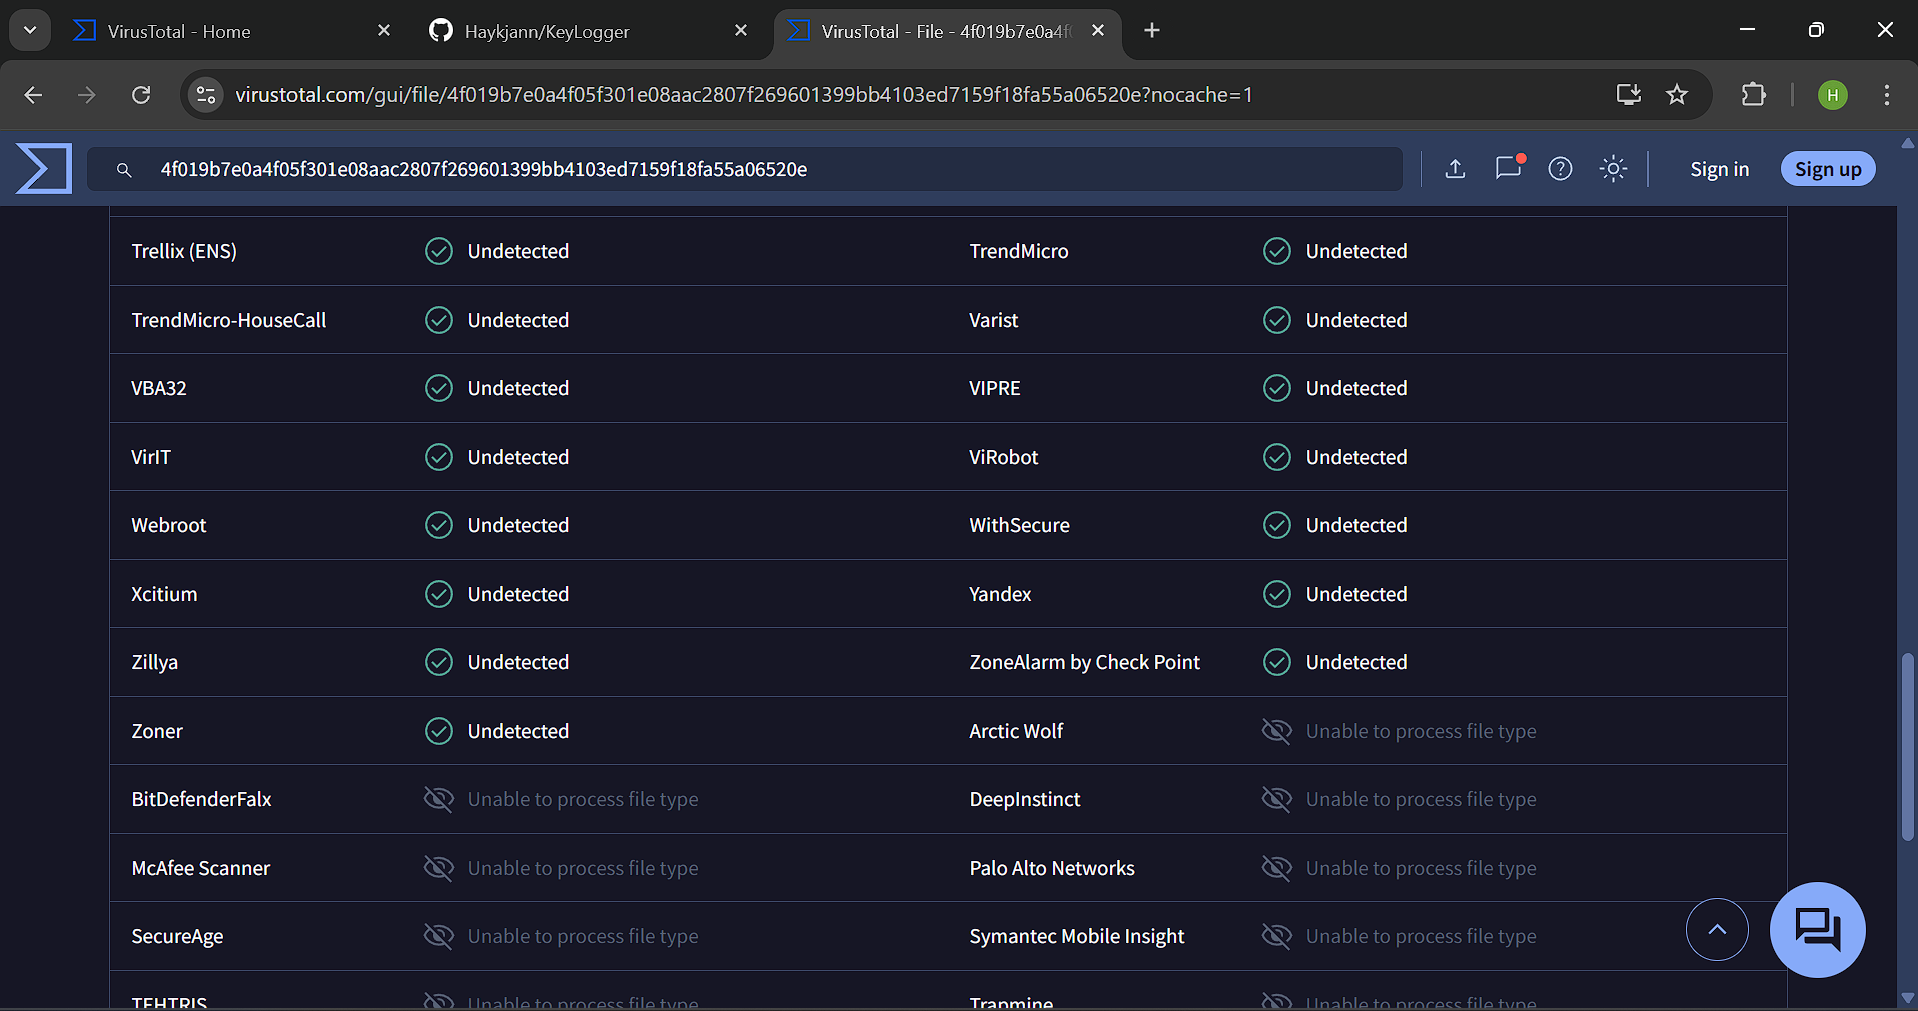 VirusTotal - Home
Haykjann/KeyLogger
VirusTotal - File - 4f019b7e0a4f0
virustotal.com/gui/file/4f019b7e0a4f05f301e08aac2807f269601399bb4103ed7159f18fa55a06520e?nocache=1
H
4f019b7e0a4f05f301e08aac2807f269601399bb4103ed7159f18fa55a06520e
Sign in
Sign up
Trellix (ENS) Undetected TrendMicro Undetected
TrendMicro-HouseCall Undetected Varist Undetected
VBA32 Undetected VIPRE Undetected
VirIT Undetected ViRobot Undetected
Webroot Undetected WithSecure Undetected
Xcitium Undetected Yandex Undetected
Zillya Undetected ZoneAlarm by Check Point Undetected
Zoner Undetected Arctic Wolf Unable to process file type
BitDefenderFalx Unable to process file type DeepInstinct Unable to process file type
McAfee Scanner Unable to process file type Palo Alto Networks Unable to process file type
SecureAge Unable to process file type Symantec Mobile Insight Unable to process file type
TEHTRIS Unable to process file type Trapmine Unable to process file type